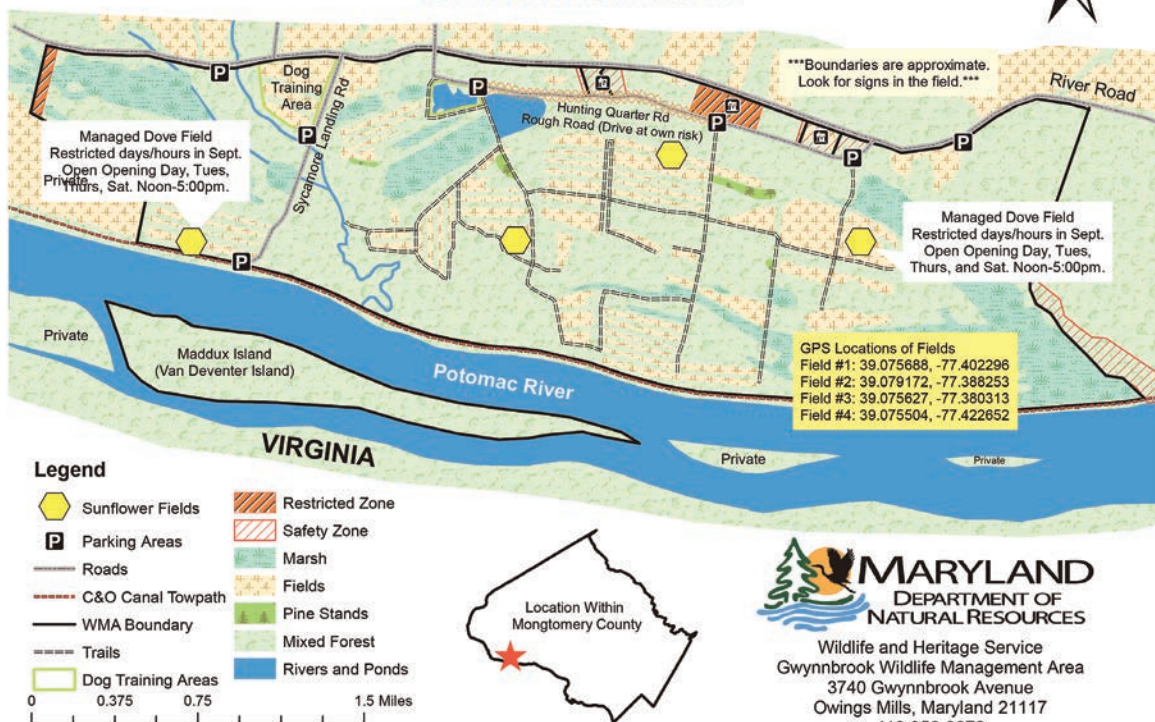 ***Boundaries are approximate.
Look for signs in the field.***
River Road
Dog
Training
Area
Sycamore Landing Rd
Hunting Quarter Rd
Rough Road (Drive at own risk)
P
P
P
P
P
P
P
Managed Dove Field
Restricted days/hours in Sept.
Open Opening Day, Tues,
Thurs, Sat. Noon-5:00pm.
Private
Managed Dove Field
Restricted days/hours in Sept.
Open Opening Day, Tues,
Thurs, and Sat. Noon-5:00pm.
Private
Maddux Island
(Van Deventer Island)
Potomac River
GPS Locations of Fields
Field #1: 39.075688, -77.402296
Field #2: 39.079172, -77.388253
Field #3: 39.075627, -77.380313
Field #4: 39.075504, -77.422652
VIRGINIA
Private
Private
Legend
Sunflower Fields
P Parking Areas
Roads
C&O Canal Towpath
WMA Boundary
Trails
Dog Training Areas
Restricted Zone
Safety Zone
Marsh
Fields
Pine Stands
Mixed Forest
Rivers and Ponds
0 0.375 0.75 1.5 Miles
Location Within
Mongtomery County
MARYLAND
DEPARTMENT OF
NATURAL RESOURCES
Wildlife and Heritage Service
Gwynnbrook Wildlife Management Area
3740 Gwynnbrook Avenue
Owings Mills, Maryland 21117